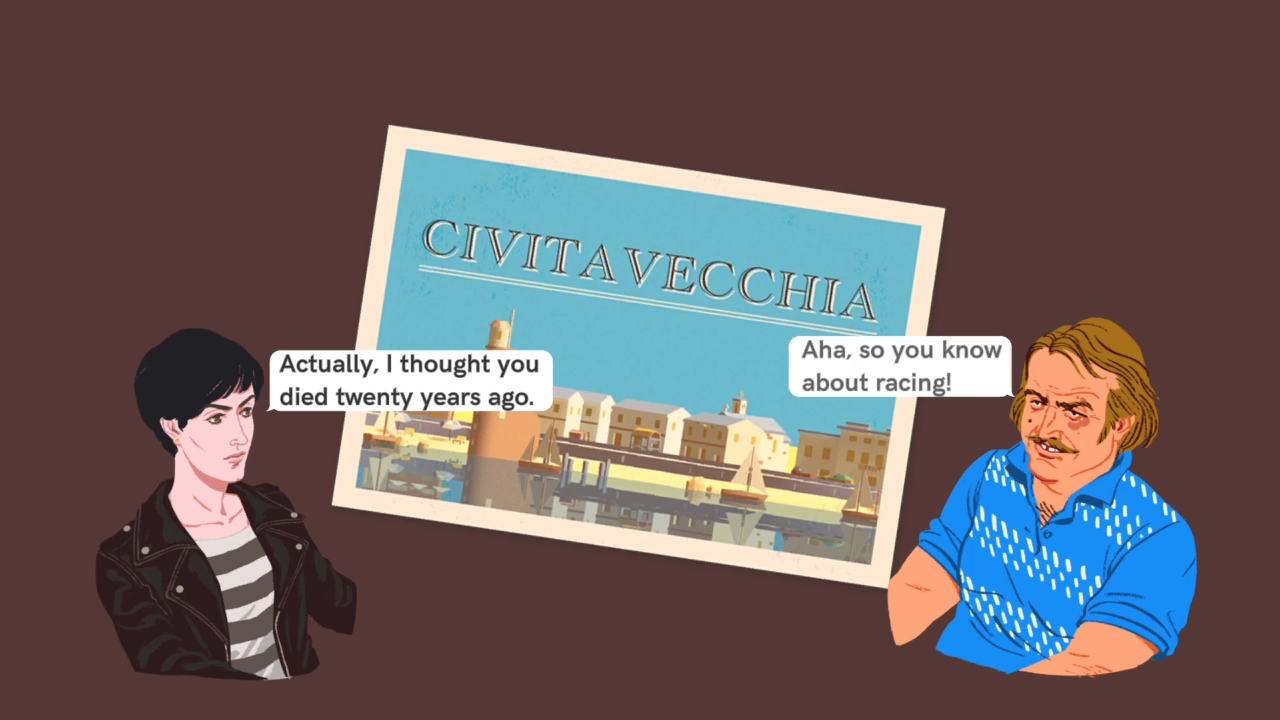 CIVITAVECCHIA
Actually, I thought you
died twenty years ago.
Aha, so you know
about racing!